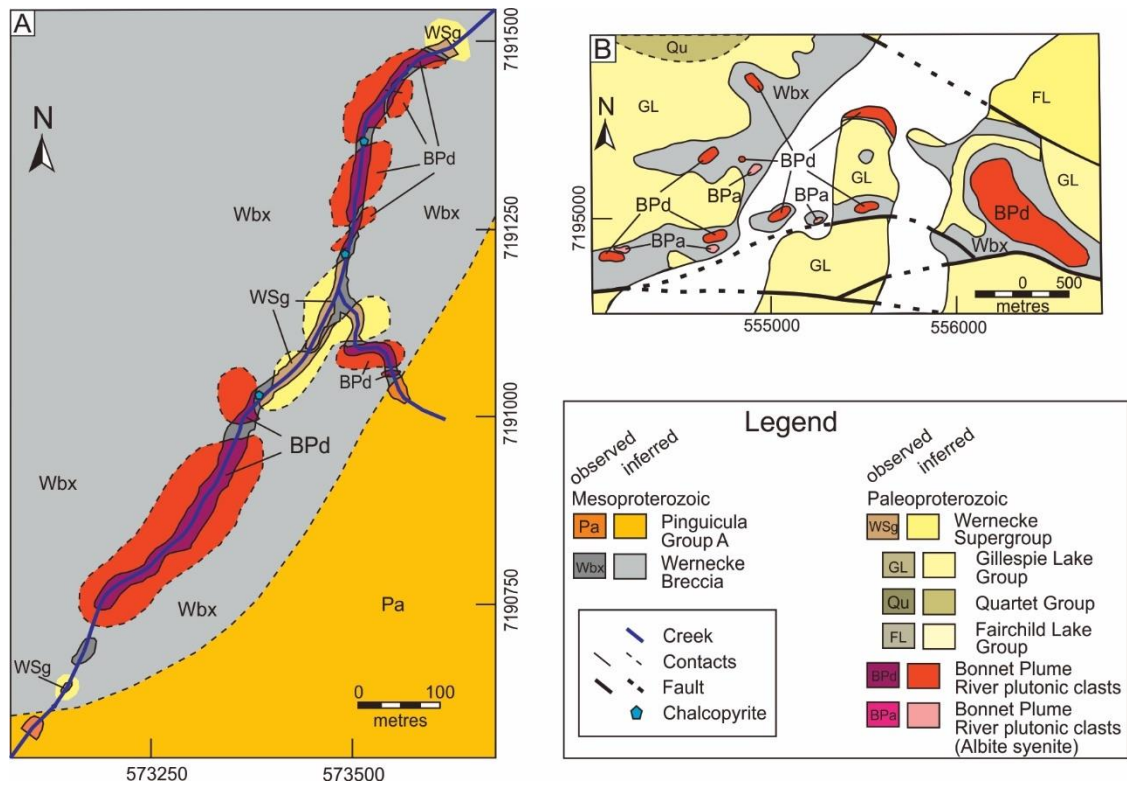 A
WSg
7191500
N
BPd
Wbx
Wbx
7191250
WSg
BPd
7191000
BPd
Wbx
Wbx
Pa
7190750
WSg
0 100
metres
573250
573500
B
Qu
GL
Wbx
FL
N
BPd
GL
GL
BPa
BPa
BPd
BPd
7195000
BPa
Wbx
GL
0 500
metres
555000
556000
Legend
observed
inferred
Mesoproterozoic
Pa Pinguicula
Group A
Wbx Wernecke
Breccia
Creek
Contacts
Fault
Chalcopyrite
observed
inferred
Paleoproterozoic
WSg Wernecke
Supergroup
GL Gillespie Lake
Group
Qu Quartet Group
FL Fairchild Lake
Group
BPd Bonnet Plume
River plutonic clasts
BPa Bonnet Plume
River plutonic clasts
(Albite syenite)